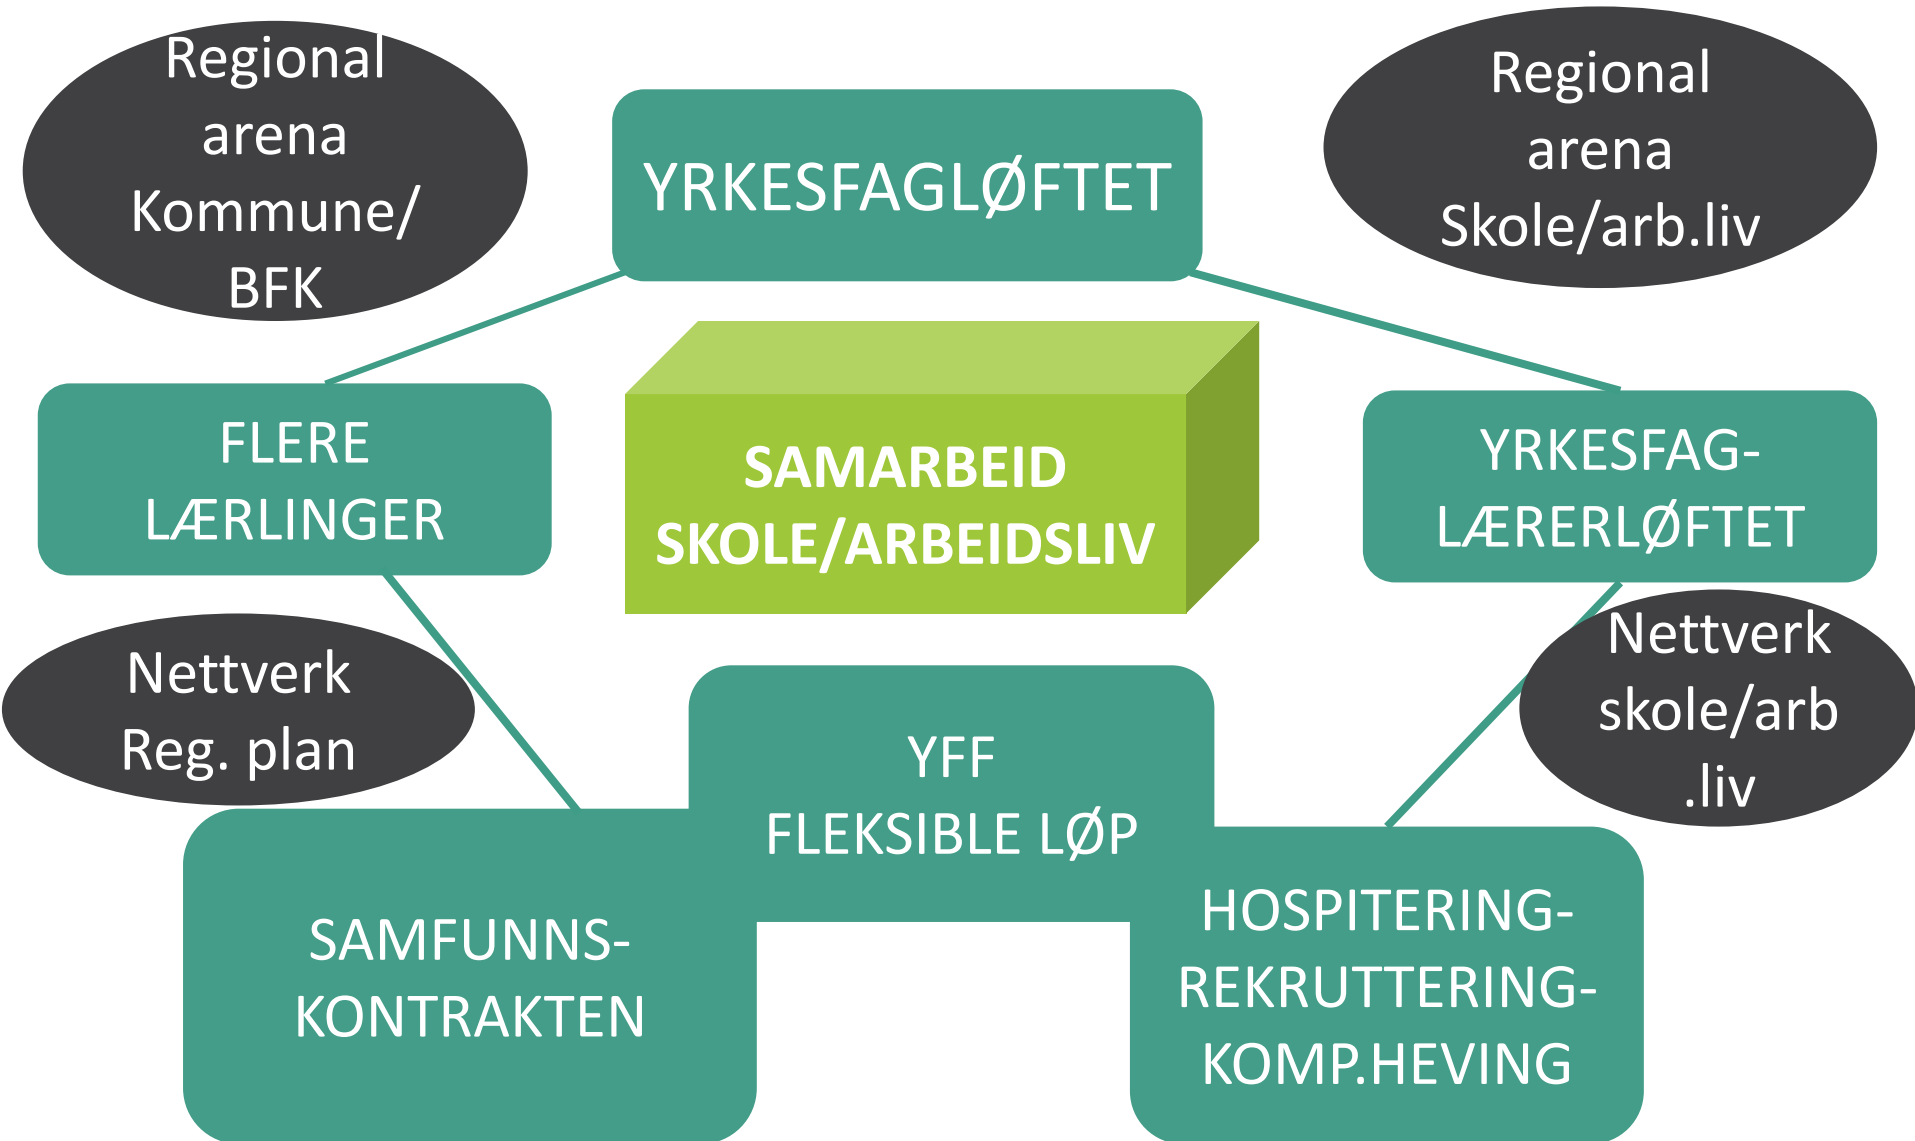 Regional
arena
Kommune/
BFK
YRKESFAGLØFTET
Regional
arena
Skole/arb.liv
FLERE
LÆRLINGER
SAMARBEID
SKOLE/ARBEIDSLIV
YRKESFAG-
LÆRERLØFTET
Nettverk
Reg. plan
YFF
FLEKSIBLE LØP
Nettverk
skole/arb
.liv
SAMFUNNS-
KONTRAKTEN
HOSPITERING-
REKRUTTERING-
KOMP.HEVING